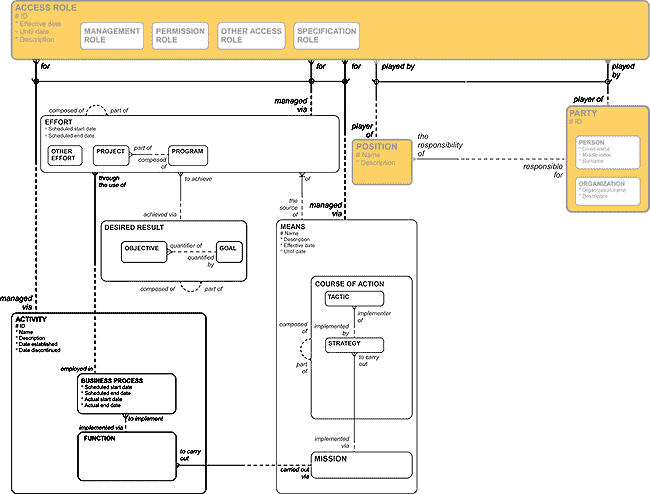 ACCESS ROLE
# ID
* Effective date
◦ Until date
* Description
MANAGEMENT
ROLE
PERMISSION
ROLE
OTHER ACCESS
ROLE
SPECIFICATION
ROLE
for
for
for
played by
played
by
composed of
part of
managed
via
player
of
player of
EFFORT
◦ Scheduled start date
◦ Scheduled end date
OTHER
EFFORT
PROJECT
part of
composed
of
PROGRAM
POSITION
# Name
* Description
the
responsibility
of
responsible
for
PARTY
# ID
PERSON
* Given name
* Middle initial
* Surname
ORGANIZATION
* Organization name
* Description
through
the use of
to achieve
of
achieved via
the
source
of
managed
via
DESIRED RESULT
OBJECTIVE
quantifier of
quantified
by
GOAL
composed of
part of
MEANS
# Name
* Description
* Effective date
◦ Until date
COURSE OF ACTION
TACTIC
implementer
of
implemented
by
STRATEGY
composed
of
part
of
to carry
out
managed
via
ACTIVITY
# ID
* Name
* Description
* Date established
* Date discontinued
employed in
BUSINESS PROCESS
* Scheduled start date
* Scheduled end date
* Actual start date
* Actual end date
to implement
implemented via
FUNCTION
to carry
out
carried out
via
implemented
via
MISSION